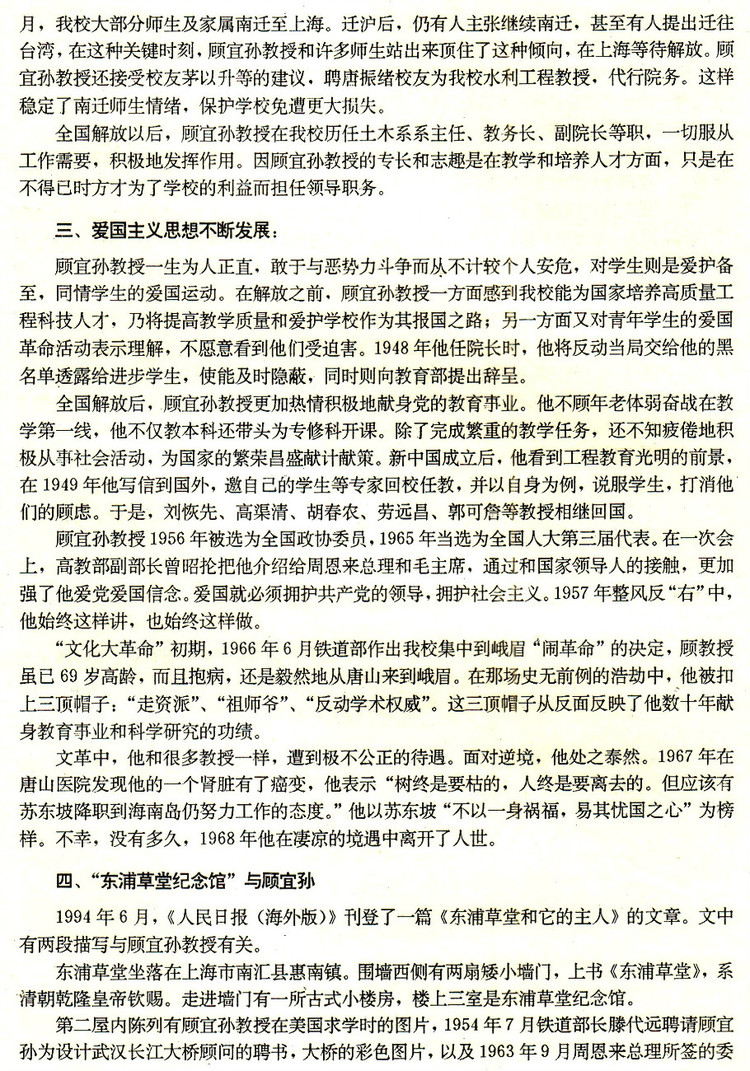 月，我校大部分师生及家属南迁至上海。迁沪后，仍有人主张继续南迁，甚至有人提出迁往
台湾，在这种关键时刻，顾宜孙教授和许多师生站出来顶住了这种倾向，在上海等待解放。顾
宜孙教授还接受校友茅以升等的建议，聘唐振绪校友为我校水利工程教授，代行院务。这样
稳定了南迁师生情绪，保护学校免遭更大损失。
全国解放以后，顾宜孙教授在我校历任土木系系主任、教务长、副院长等职，一切服从
工作需要，积极地发挥作用。因顾宜孙教授的专长和志趣是在教学和培养人才方面，只是在
不得已时方才为了学校的利益而担任领导职务。
三、爱国主义思想不断发展：
顾宜孙教授一生为人正直，敢于与恶势力斗争而从不计较个人安危，对学生则是爱护备
至，同情学生的爱国运动。在解放之前，顾宜孙教授一方面感到我校能为国家培养高质量工
程科技人才，乃将提高教学质量和爱护学校作为其报国之路；另一方面又对青年学生的爱国
革命活动表示理解，不愿意看到他们受迫害。1948年他任院长时，他将反动当局交给他的黑
名单透露给进步学生，使能及时隐蔽，同时则向教育部提出辞呈。
全国解放后，顾宜孙教授更加热情积极地献身党的教育事业。他不顾年老体弱奋战在教
学第一线，他不仅教本科还带头为专修科开课。除了完成繁重的教学任务，还不知疲倦地积
极从事社会活动，为国家的繁荣昌盛献计献策。新中国成立后，他看到工程教育光明的前景，
在1949年他写信到国外，邀自己的学生等专家回校任教，并以自身为例，说服学生，打消他
们的顾虑。于是，刘恢先、高渠清、胡春农、劳远昌、郭可詹等教授相继回国。
顾宜孙教授1956年被选为全国政协委员，1965年当选为全国人大第三届代表。在一次会
上，高教部副部长曾昭抡把他介绍给周恩来总理和毛主席，通过和国家领导人的接触，更加
强了他爱党爱国信念。爱国就必须拥护共产党的领导，拥护社会主义。1957年整风反“右”中，
他始终这样讲，也始终这样做。
“文化大革命”初期，1966年6月铁道部作出我校集中到峨眉“闹革命”的决定，顾教授
虽已69岁高龄，而且抱病，还是毅然地从唐山来到峨眉。在那场史无前例的浩劫中，他被扣
上三顶帽子：“走资派”、“祖师爷”、“反动学术权威”。这三顶帽子从反面反映了他数十年献
身教育事业和科学研究的功绩。
文革中，他和很多教授一样，遭到极不公正的待遇。面对逆境，他处之泰然。1967年在
唐山医院发现他的一个肾脏有了癌变，他表示“树终是要枯的，人终是要离去的。但应该有
苏东坡降职到海南岛仍努力工作的态度。”他以苏东坡“不以一身祸福，易其忧国之心”为榜
样。不幸，没有多久，1968年他在凄凉的境遇中离开了人世。
四、“东浦草堂纪念馆”与顾宜孙
1994年6月，《人民日报（海外版）》刊登了一篇《东浦草堂和它的主人》的文章。文中
有两段描写与顾宜孙教授有关。
东浦草堂坐落在上海市南汇县惠南镇。围墙西侧有两扇矮小墙门，上书《东浦草堂》，系
清朝乾隆皇帝钦赐。走进墙门有一所古式小楼房，楼上三室是东浦草堂纪念馆。
第二屋内陈列有顾宜孙教授在美国求学时的图片，1954年7月铁道部长滕代远聘请顾宜
孙为设计武汉长江大桥顾问的聘书，大桥的彩色图片，以及1963年9月周恩来总理所签的委